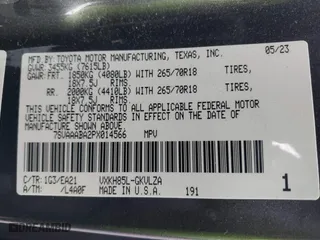 MFD. BY TOYOTA MOTOR MANUFACTURING, TEXAS, INC. 05/23
GVWR 3455KG (7615LB)
GAWR FRT 1850KG (4080LB) WITH 265/70R18 TIRES,
18X7.5J RIMS
RR 2000KG (4410LB) WITH 265/70R18 TIRES,
18X7.5J RIMS
THIS VEHICLE CONFORMS TO ALL APPLICABLE FEDERAL MOTOR
VEHICLE SAFETY STANDARDS IN EFFECT ON THE DATE OF
MANUFACTURE SHOWN ABOVE.
7SVAAABA2PX014566 MPV
C/TR: 1G3/EA21 VXKH85L-GKVLZA
A/TM: /L4A0F MADE IN U.S.A. 191 1